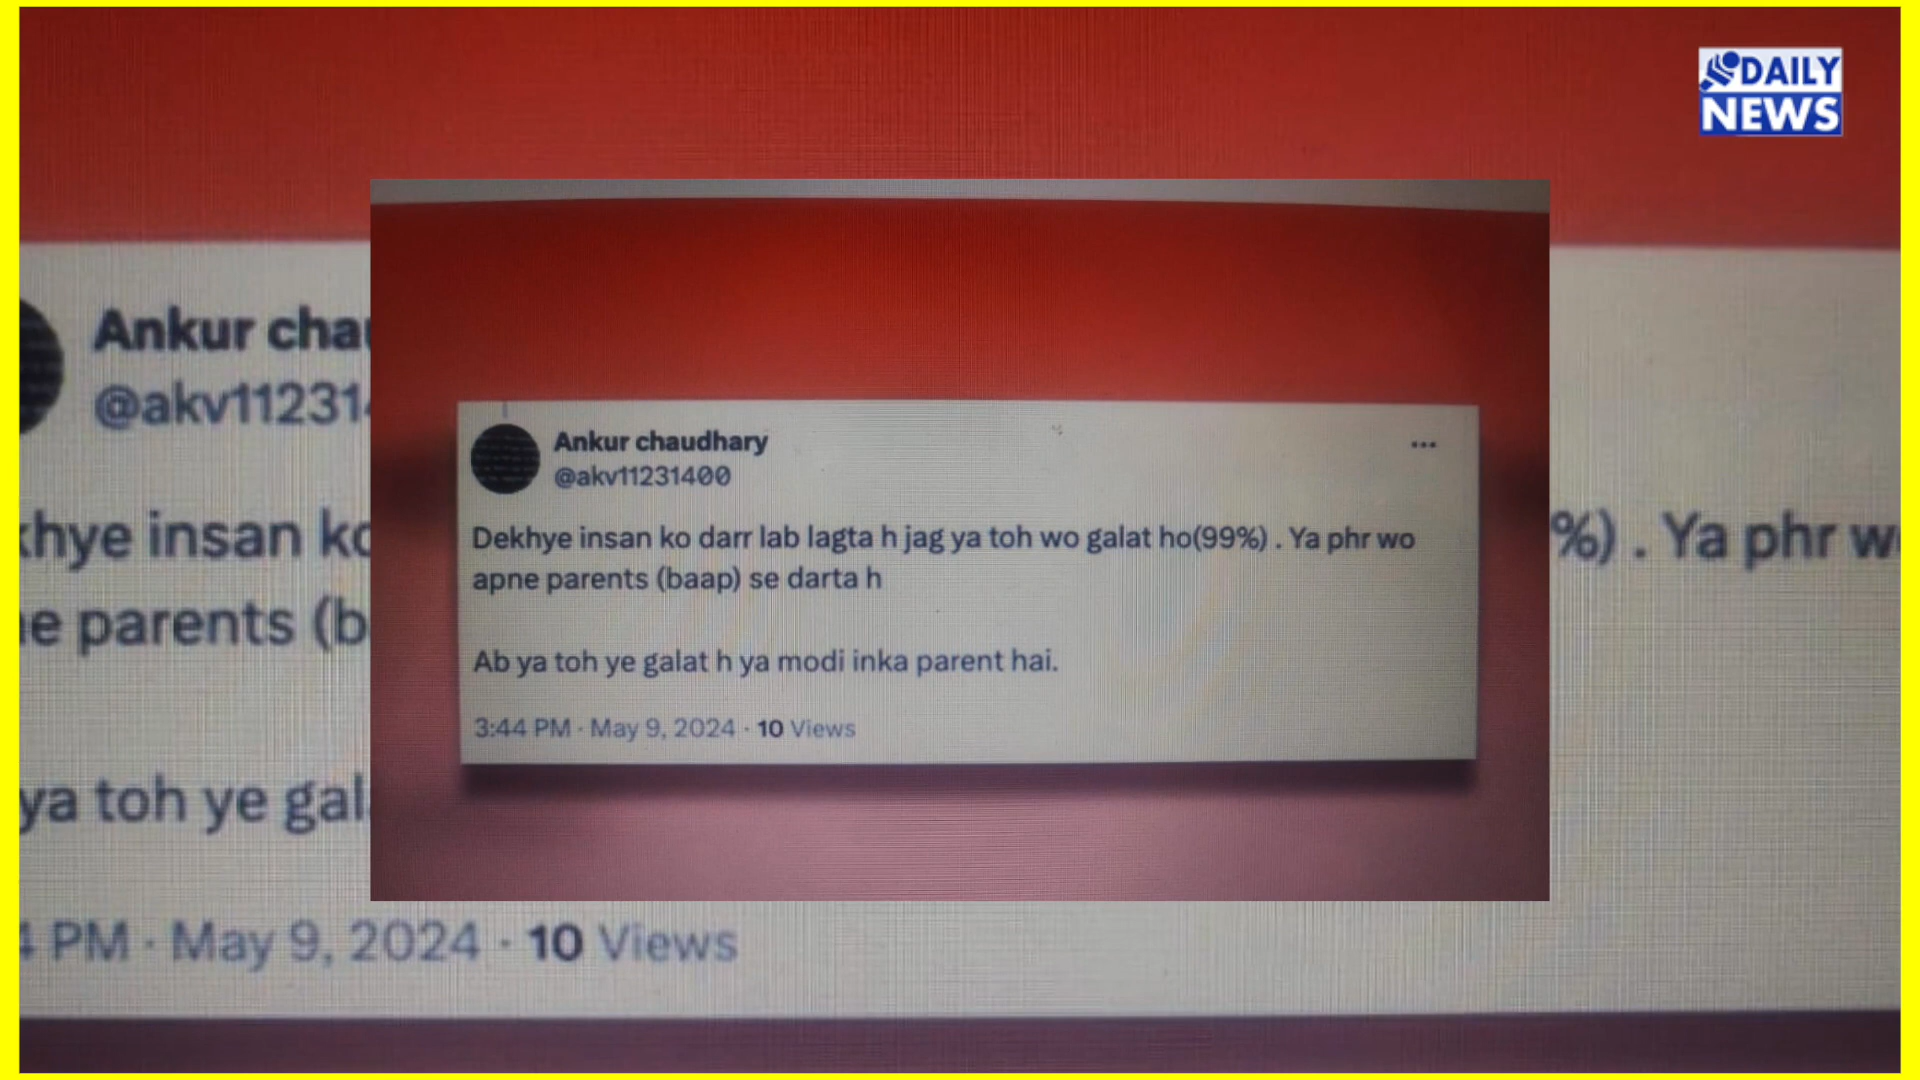 DAILY
NEWS
Ankur cha
@akv11231
khye insan ko
e parents (b
ya toh ye gal
PM · May 9, 2024 · 10 Views
%) . Ya phr w
Ankur chaudhary
@akv11231400
Dekhye insan ko darr lab lagta h jag ya toh wo galat ho(99%) . Ya phr wo
apne parents (baap) se darta h
Ab ya toh ye galat h ya modi inka parent hai.
3:44 PM · May 9, 2024 · 10 Views